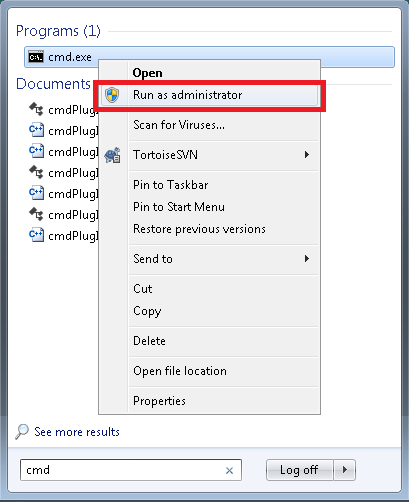 Programs (1)
cmd.exe
Open
Documents
Run as administrator
cmdPlugI
Scan for Viruses...
cmdPlugI
cmdPlugI
TortoiseSVN
cmdPlugI
Pin to Taskbar
cmdPlugI
Pin to Start Menu
cmdPlugI
Restore previous versions
cmdPlugI
Send to
Cut
Copy
Delete
Open file location
Properties
See more results
cmd
Log off